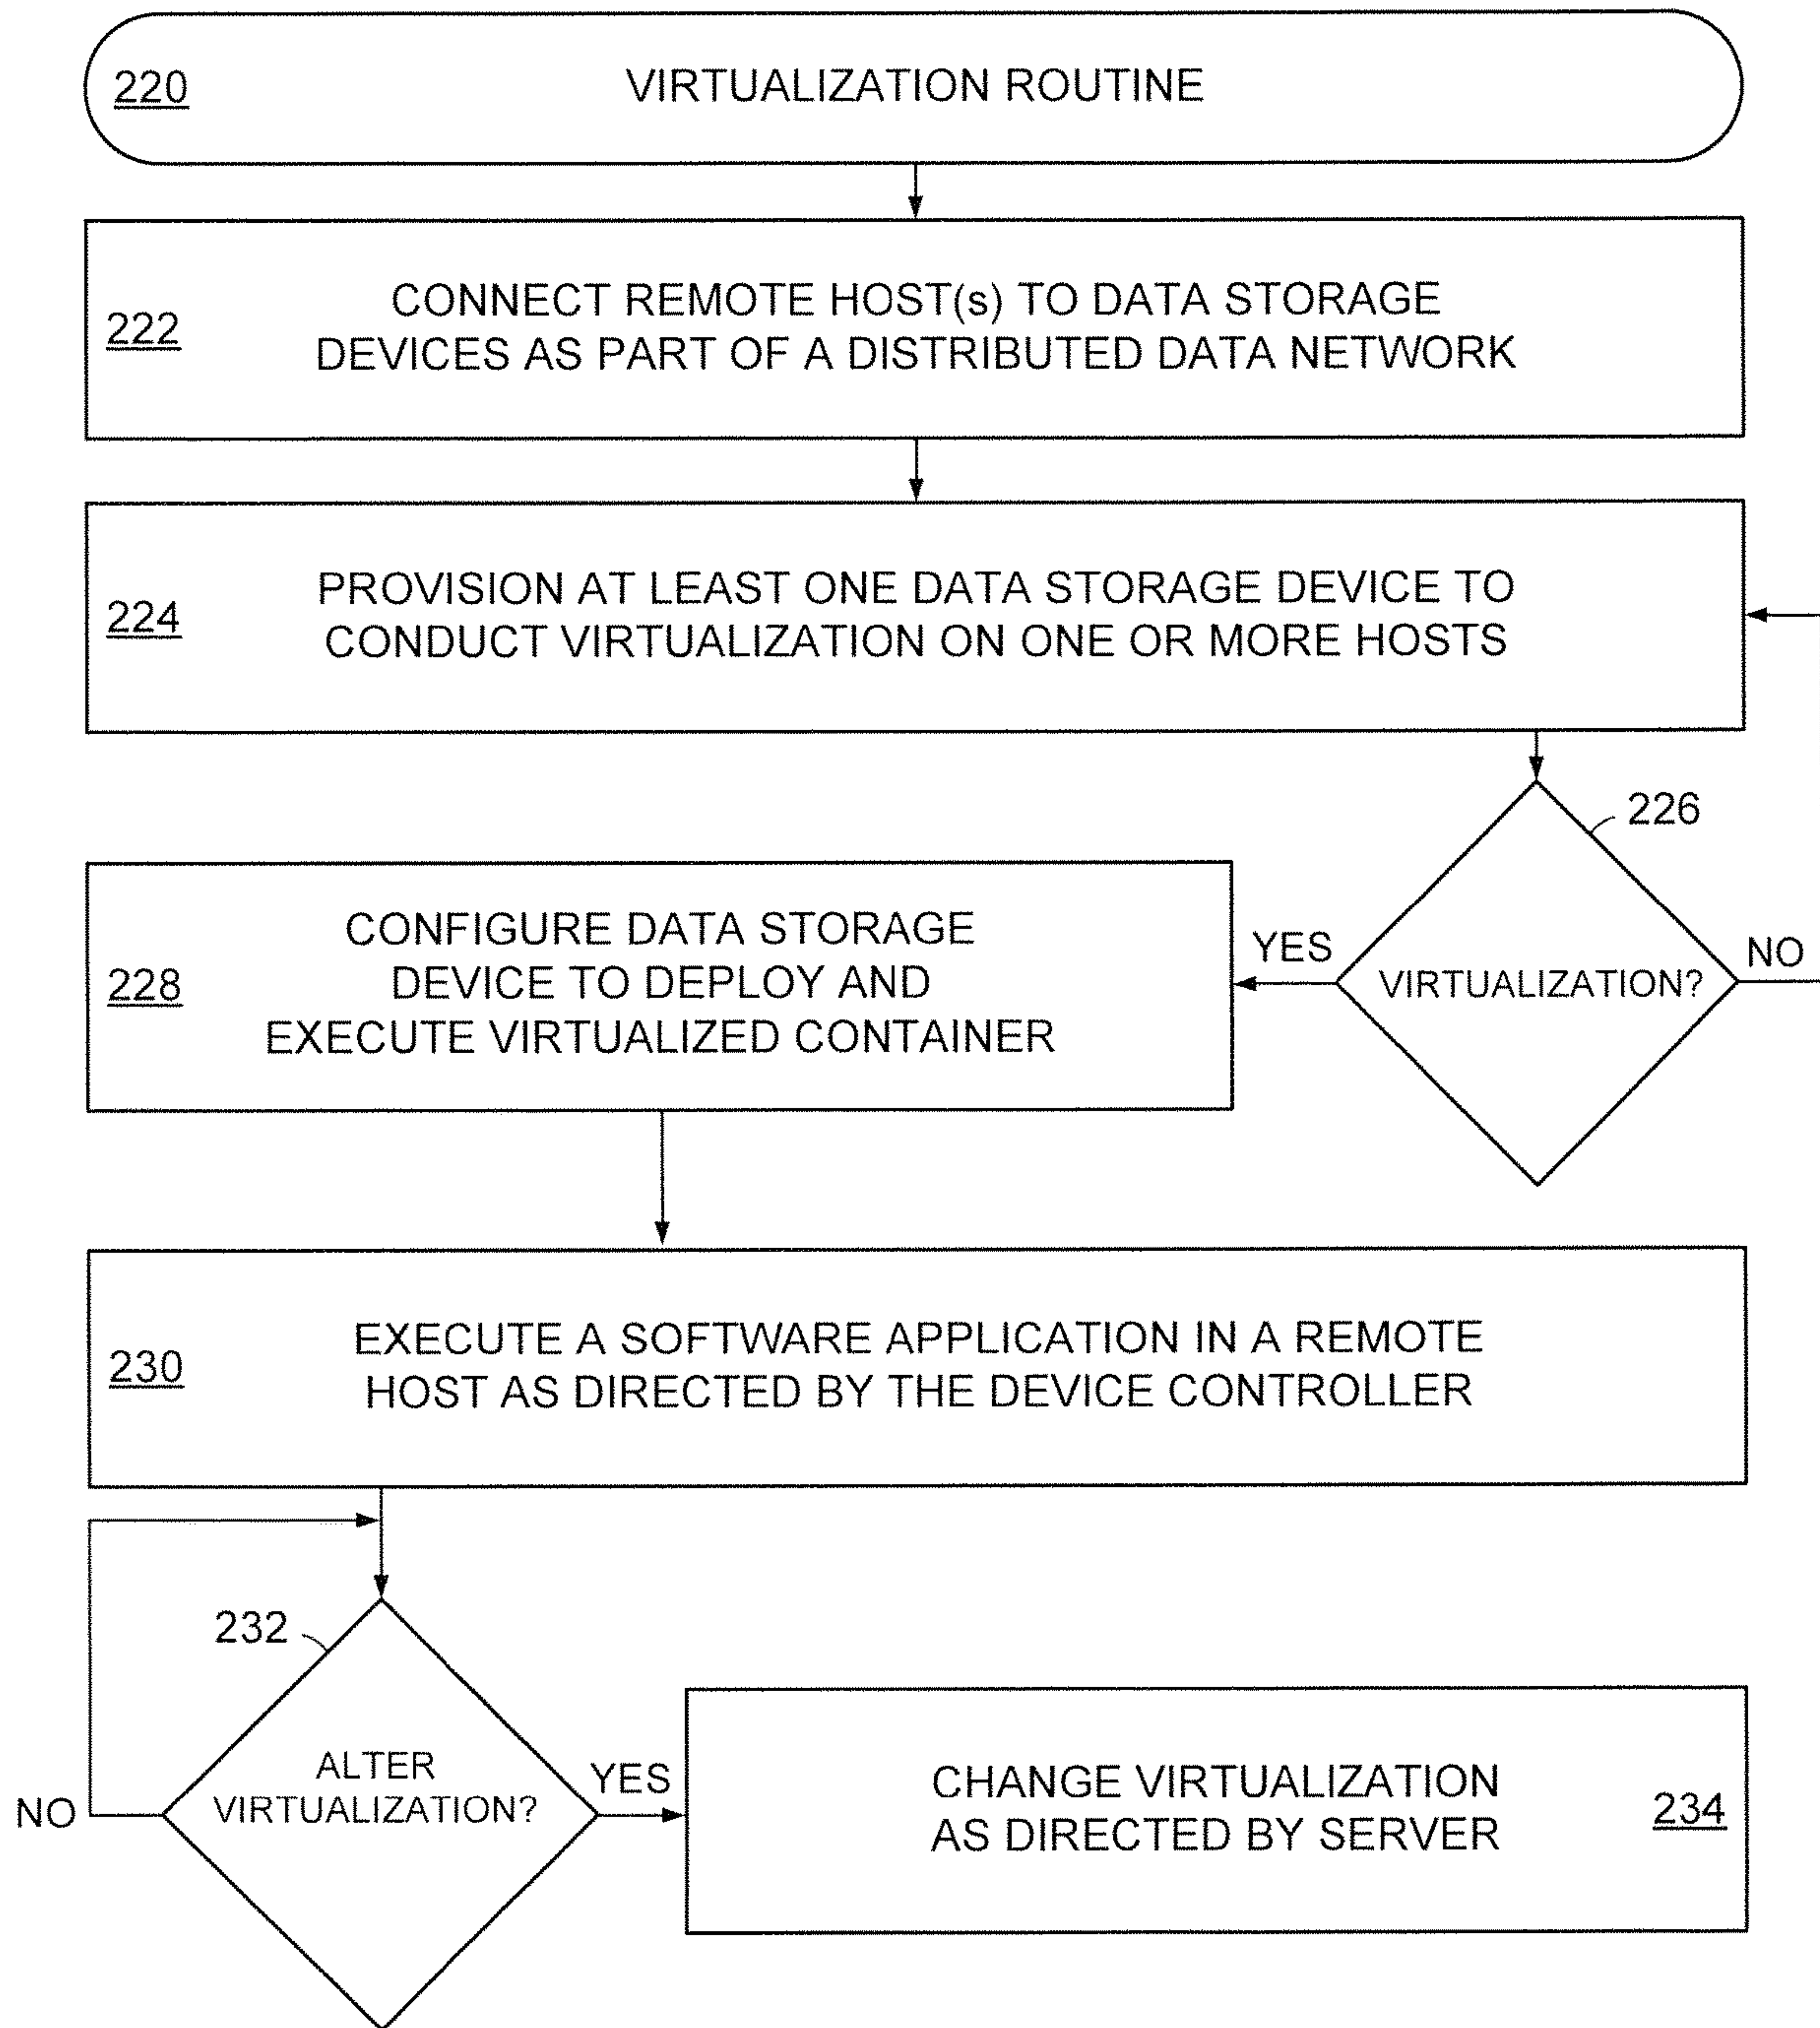 220
VIRTUALIZATION ROUTINE
222
CONNECT REMOTE HOST(s) TO DATA STORAGE
DEVICES AS PART OF A DISTRIBUTED DATA NETWORK
224
PROVISION AT LEAST ONE DATA STORAGE DEVICE TO
CONDUCT VIRTUALIZATION ON ONE OR MORE HOSTS
226
VIRTUALIZATION?
YES
NO
228
CONFIGURE DATA STORAGE
DEVICE TO DEPLOY AND
EXECUTE VIRTUALIZED CONTAINER
230
EXECUTE A SOFTWARE APPLICATION IN A REMOTE
HOST AS DIRECTED BY THE DEVICE CONTROLLER
232
ALTER
VIRTUALIZATION?
NO
YES
CHANGE VIRTUALIZATION
AS DIRECTED BY SERVER
234